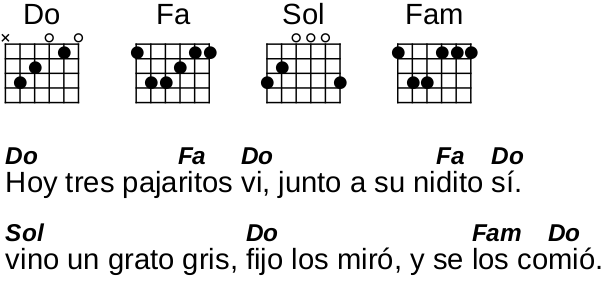 Do Fa Sol Fam
Do Fa Do Fa Do
Hoy tres pajaritos vi, junto a su nidito sí.
Sol Do Fam Do
vino un grato gris, fijo los miró, y se los comió.